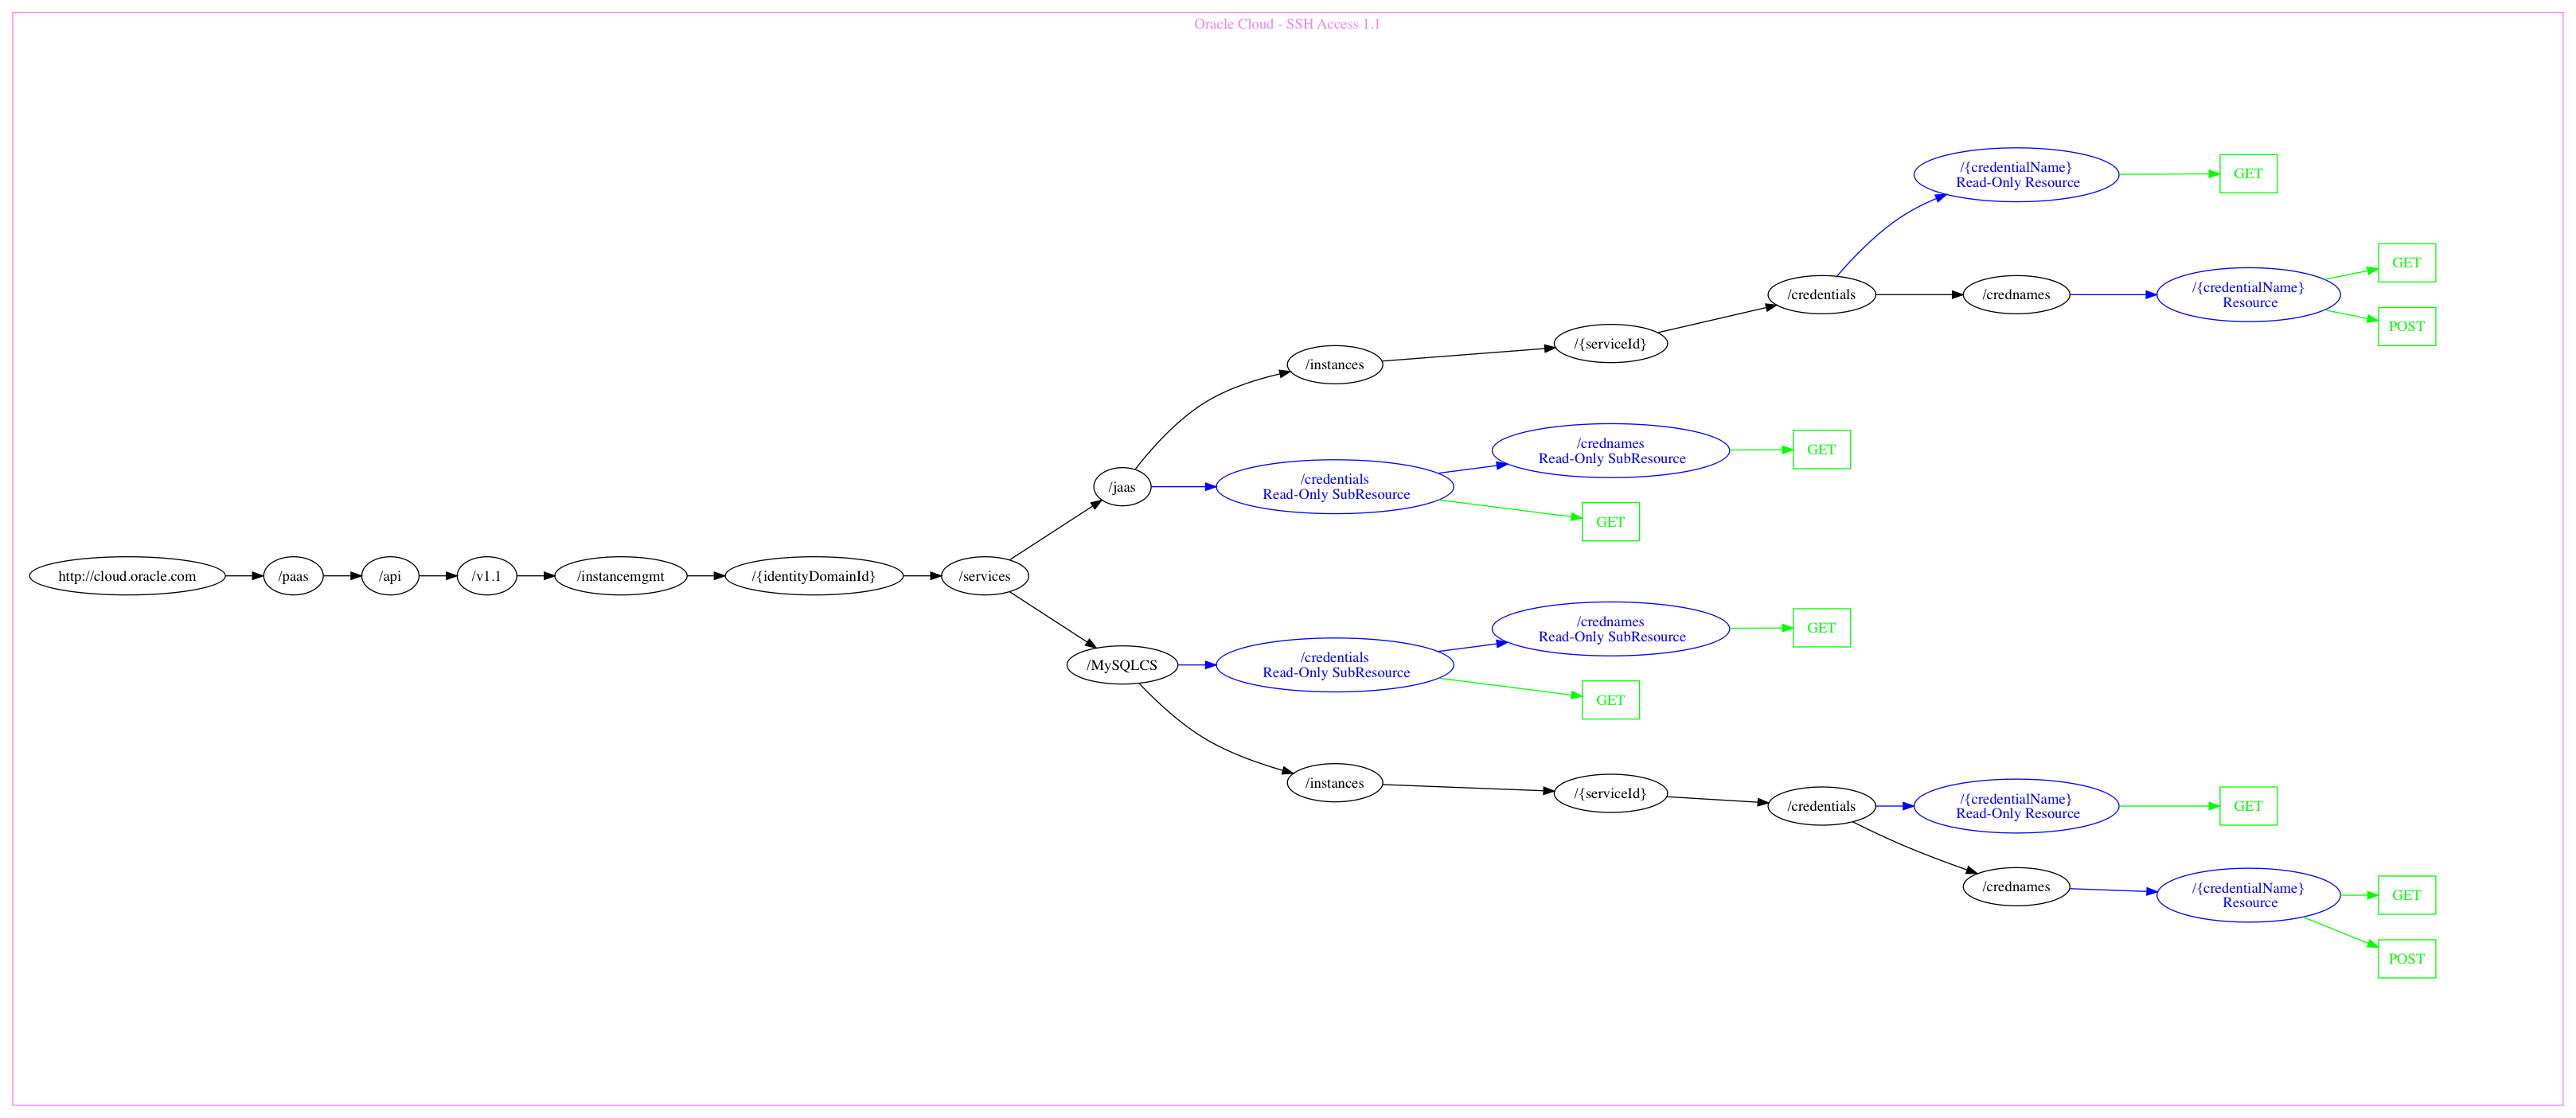 Oracle Cloud - SSH Access 1.1
/{credentialName}
Read-Only Resource
GET
GET
/credentials
/crednames
/{credentialName}
Resource
POST
/{serviceId}
/instances
/crednames
Read-Only SubResource
GET
/jaas
/credentials
Read-Only SubResource
GET
http://cloud.oracle.com
/paas
/api
/v1.1
/instancemgmt
/{identityDomainId}
/services
/crednames
Read-Only SubResource
GET
/MySQLCS
/credentials
Read-Only SubResource
GET
/instances
/{serviceId}
/credentials
/{credentialName}
Read-Only Resource
GET
/crednames
/{credentialName}
Resource
GET
POST